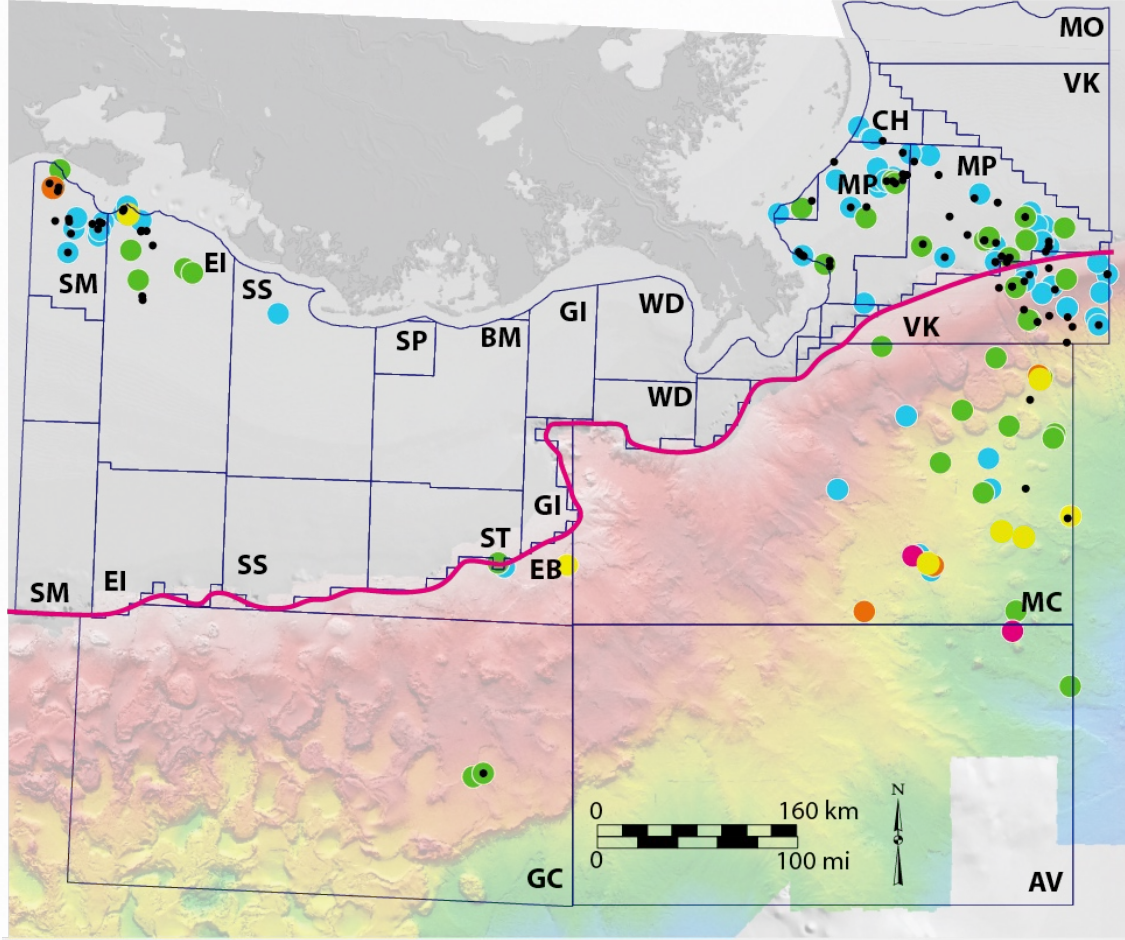 MO
VK
CH
MP
MP
SM
EI
SS
GI
WD
SP
BM
VK
WD
GI
ST
SS
EB
SM
EI
MC
N
0
160 km
0
100 mi
GC
AV